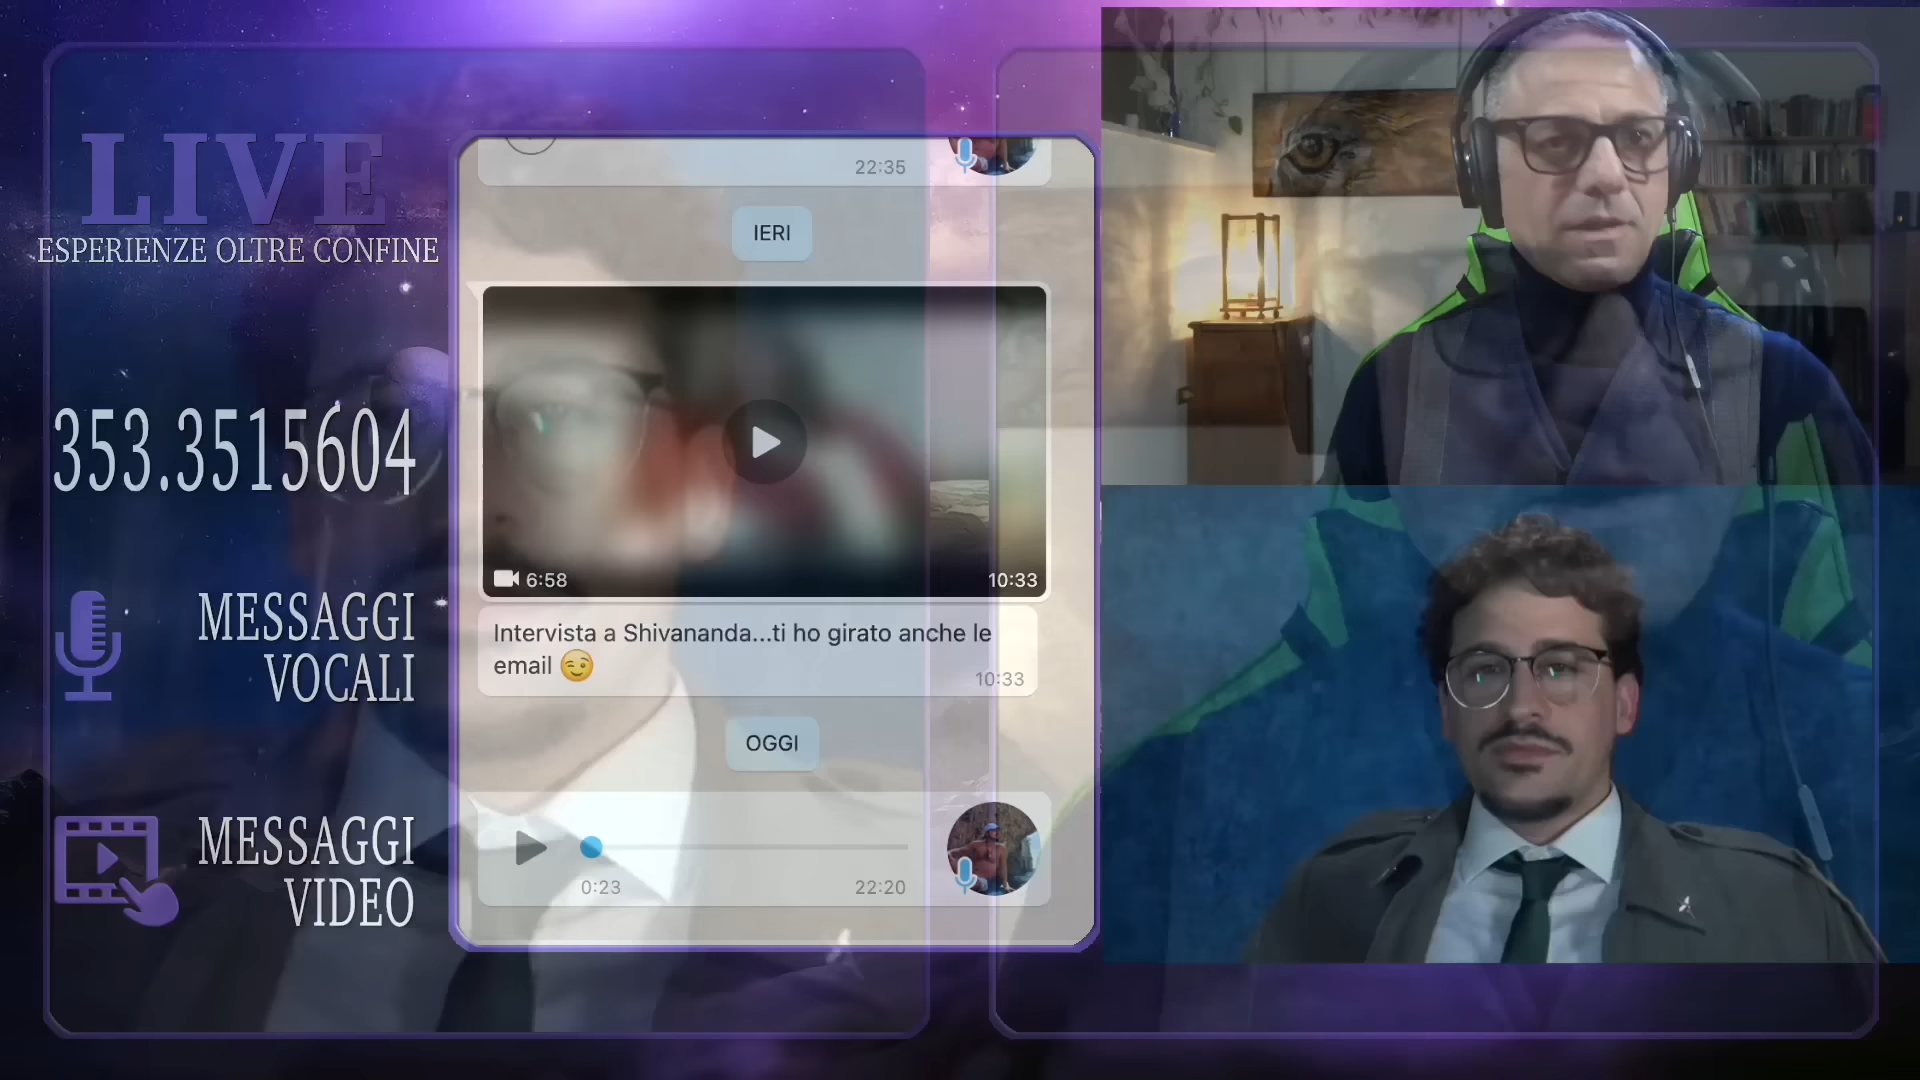 LIVE
ESPERIENZE OLTRE CONFINE
353.3515604
MESSAGGI
VOCALI
MESSAGGI
VIDEO
22:35
IERI
6:58
10:33
Intervista a Shivananda...ti ho girato anche le
email 😉
10:33
OGGI
0:23
22:20